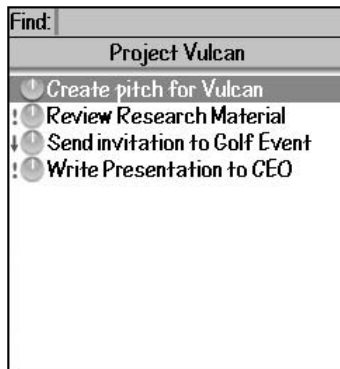 Find:
Project Vulcan
Create pitch for Vulcan
! Review Research Material
↓ Send invitation to Golf Event
! Write Presentation to CEO